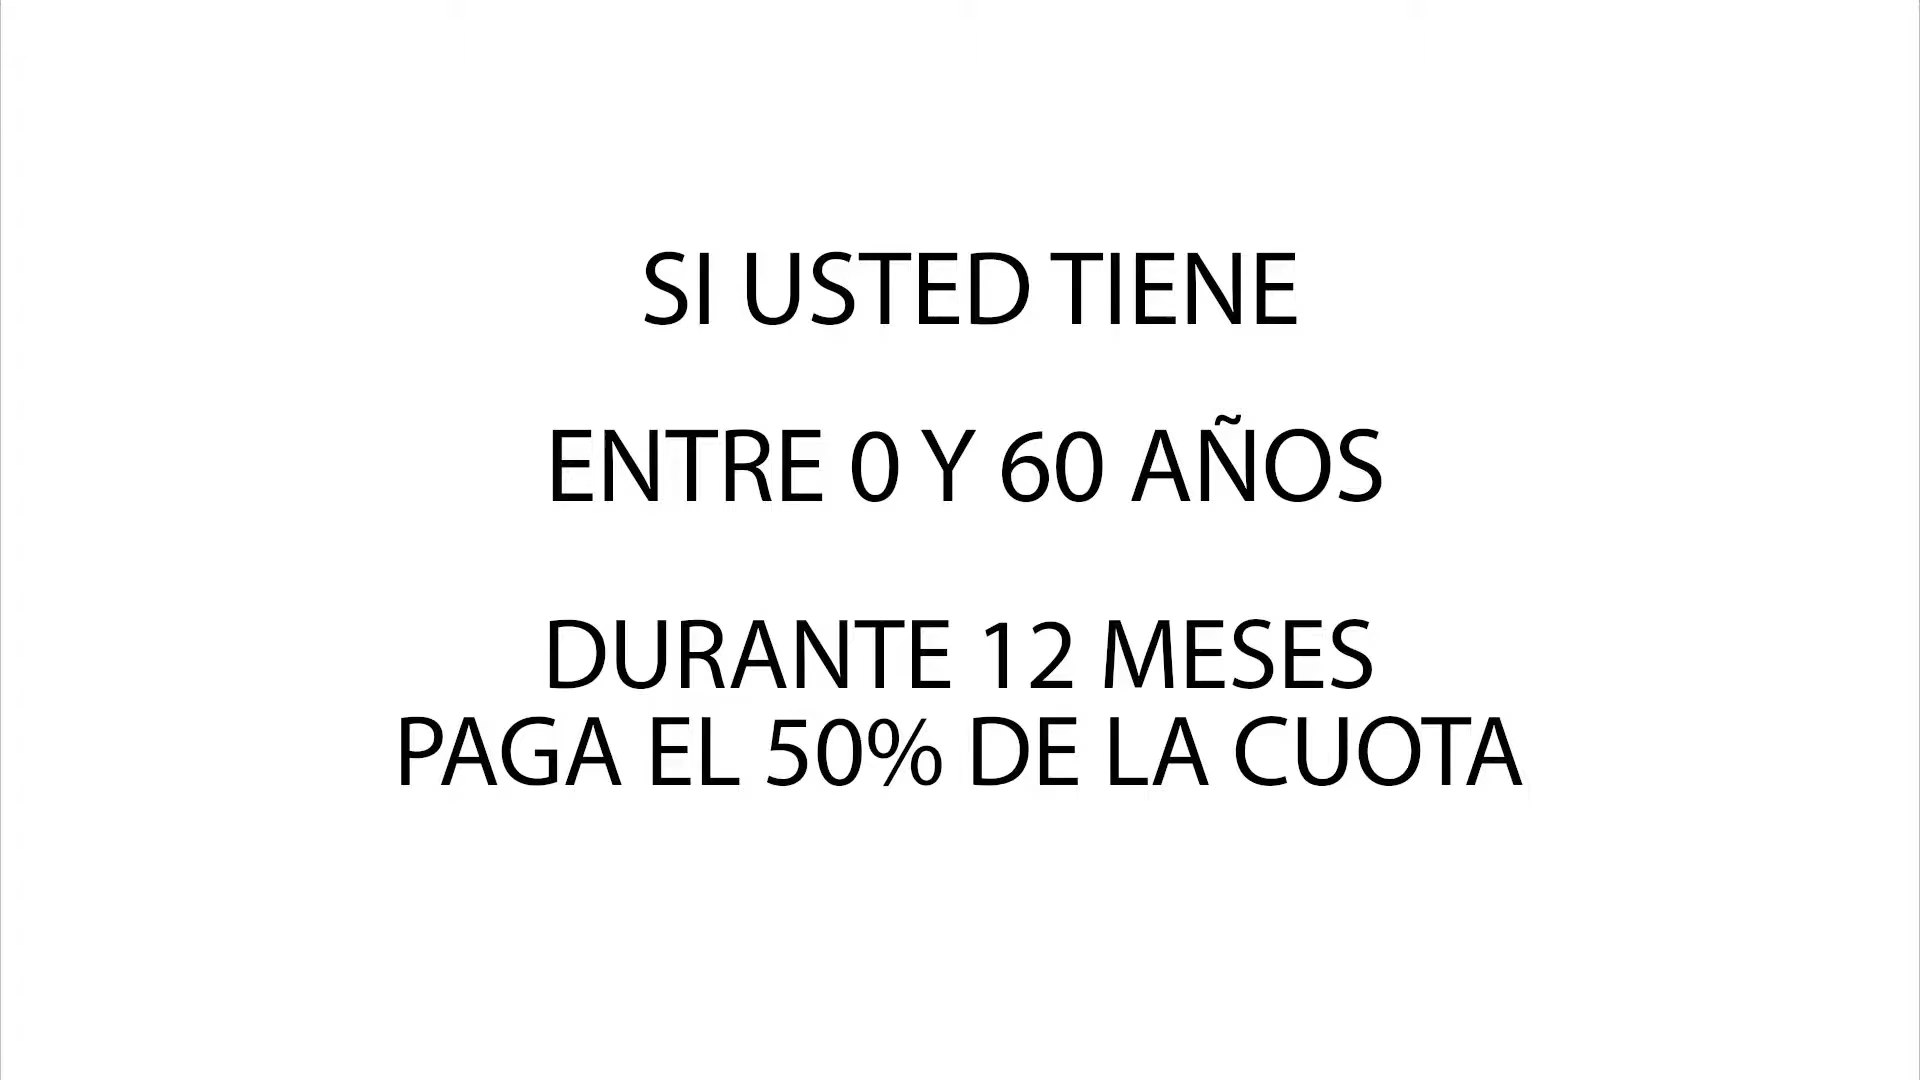 SI USTED TIENE
ENTRE 0 Y 60 AÑOS
DURANTE 12 MESES
PAGA EL 50% DE LA CUOTA